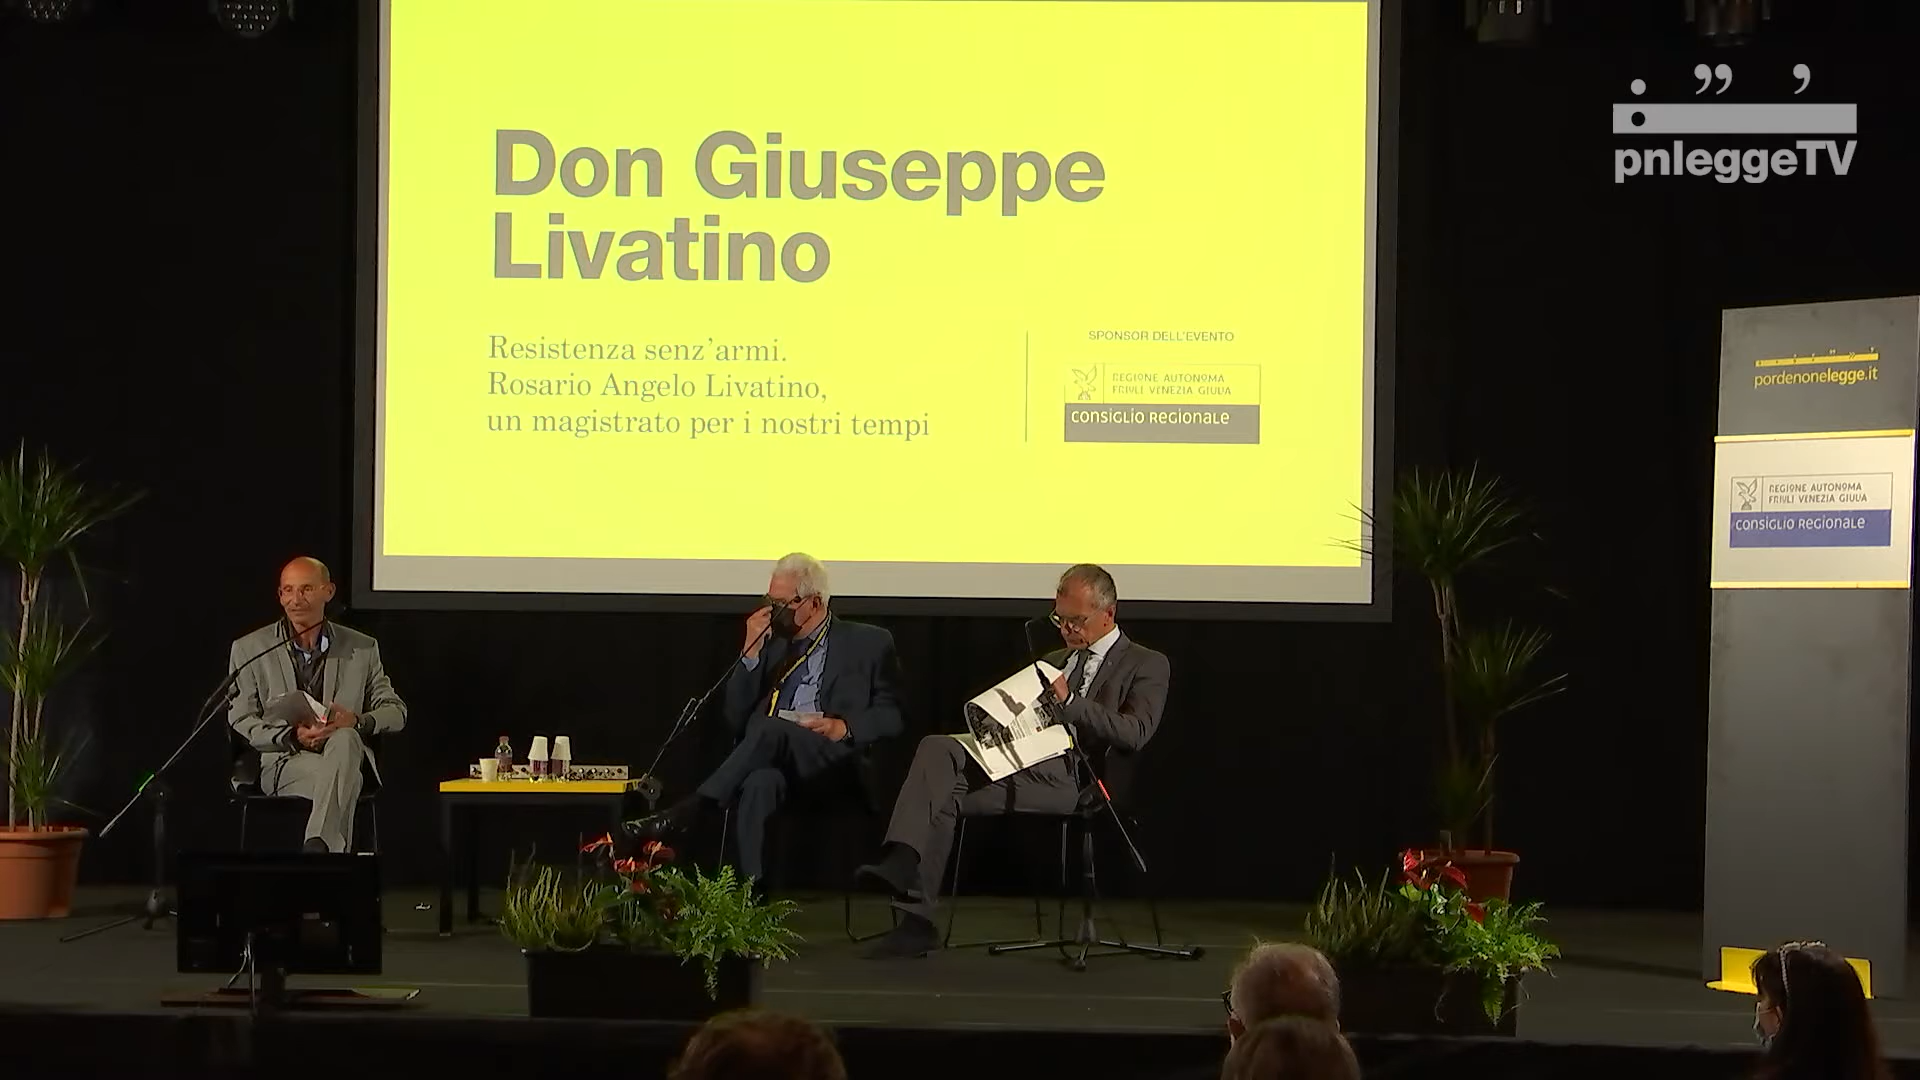 pnleggeTV
Don Giuseppe
Livatino
Resistenza senz'armi.
Rosario Angelo Livatino,
un magistrato per i nostri tempi
SPONSOR DELL'EVENTO
REGIONE AUTONOMA
FRIULI VENEZIA GIULIA
consiglio regionale
pordenonelegge.it
REGIONE AUTONOMA
FRIULI VENEZIA GIULIA
consiglio regionale